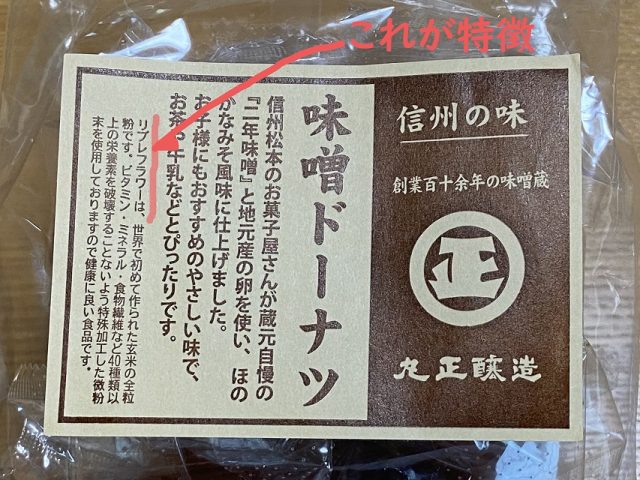 これが特徴
信州の味
創業百十余年の味噌蔵
正
丸正醸造
味噌ドーナツ
信州松本のお菓子屋さんが蔵元自慢の
『二年味噌』と地元産の卵を使い、ほの
かなみそ風味に仕上げました。
お子様にもおすすめのやさしい味で、
お茶や牛乳などとぴったりです。
リブレフラワーは、世界で初めて作られた玄米の全粒
粉です。ビタミン・ミネラル・食物繊維など40種類以
上の栄養素を破壊することないよう特殊加工した微粉
末を使用しておりますので健康に良い食品です。